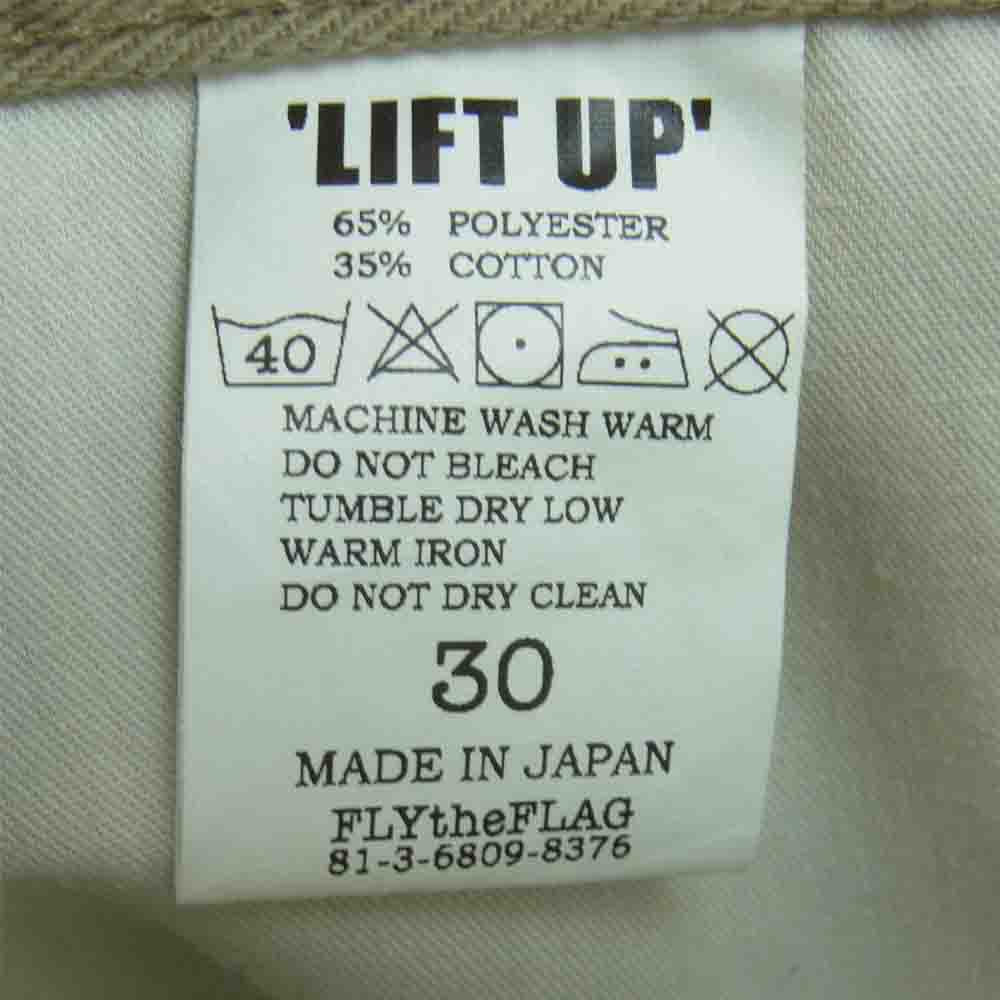 'LIFT UP'
65% POLYESTER
35% COTTON
40
MACHINE WASH WARM
DO NOT BLEACH
TUMBLE DRY LOW
WARM IRON
DO NOT DRY CLEAN
30
MADE IN JAPAN
FLYtheFLAG
81-3-6809-8376